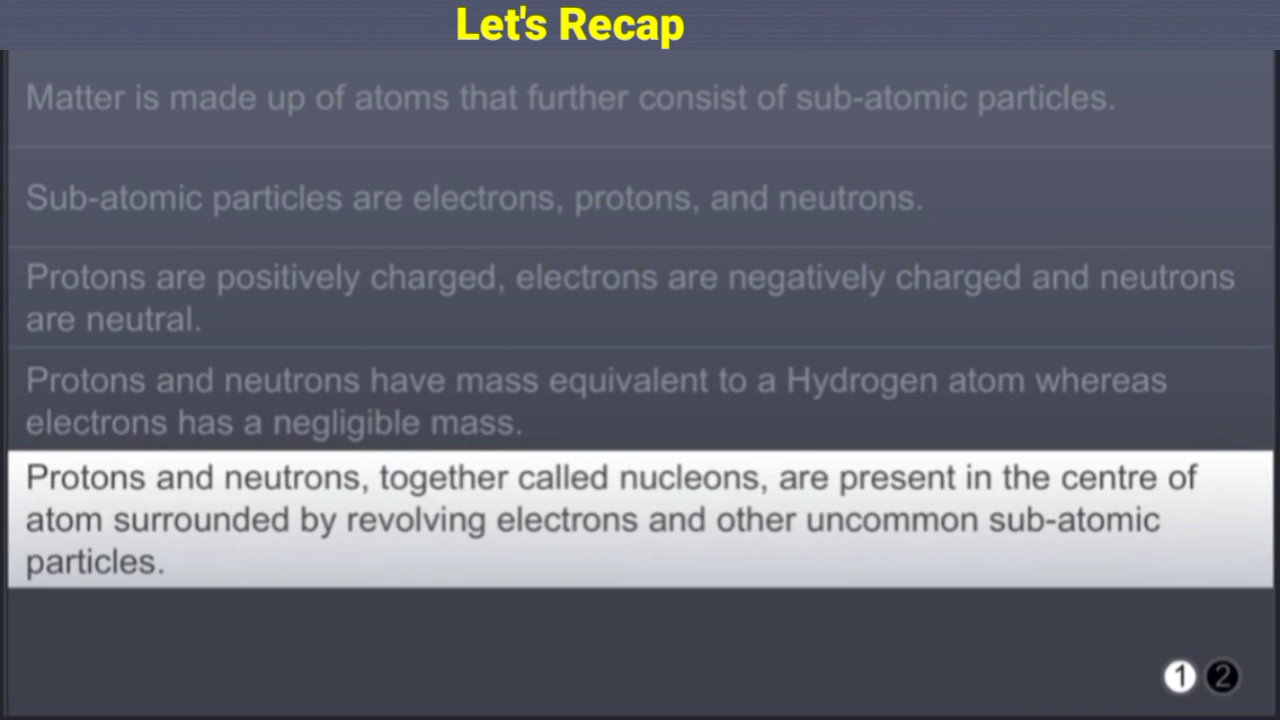 Let's Recap
Matter is made up of atoms that further consist of sub-atomic particles.
Sub-atomic particles are electrons, protons, and neutrons.
Protons are positively charged, electrons are negatively charged and neutrons
are neutral.
Protons and neutrons have mass equivalent to a Hydrogen atom whereas
electrons has a negligible mass.
Protons and neutrons, together called nucleons, are present in the centre of
atom surrounded by revolving electrons and other uncommon sub-atomic
particles.
1 2